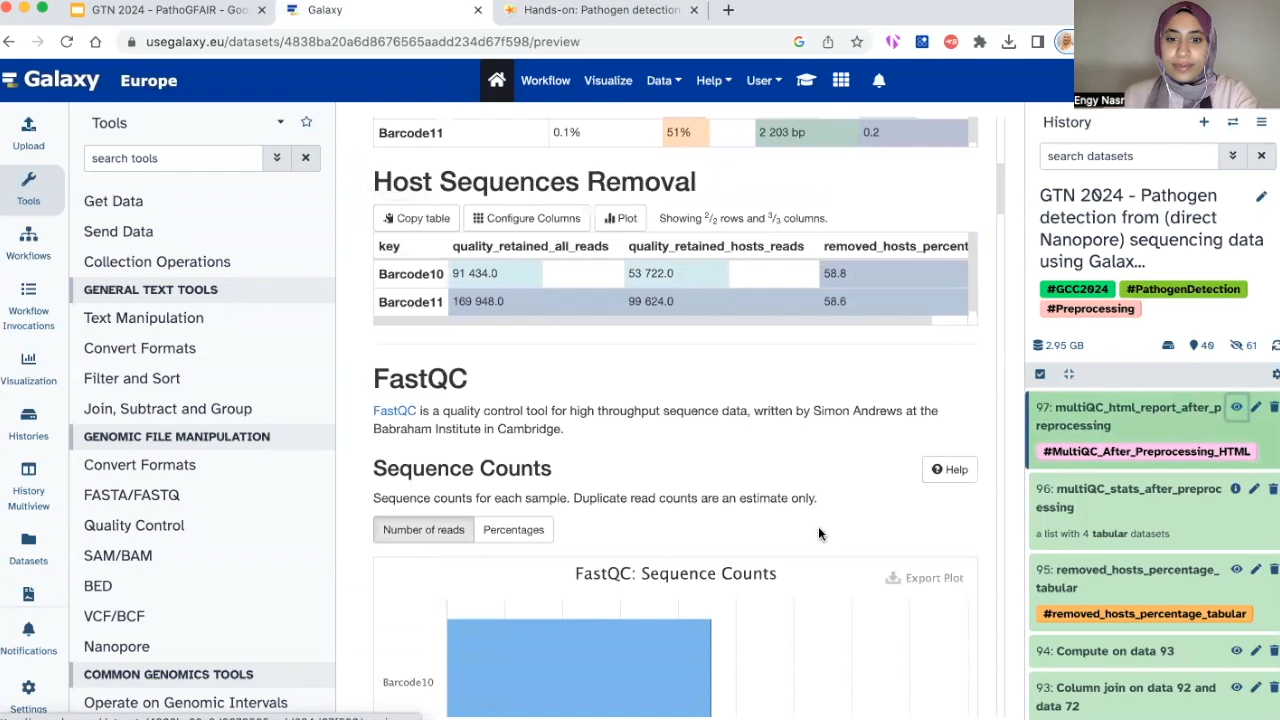 GTN 2024 - PathoGFAIR - Goo
Galaxy
Hands-on: Pathogen detection
usegalaxy.eu/datasets/4838ba20a6d8676565aadd234d67f598/preview
Galaxy Europe
Workflow Visualize Data Help User
Engy Nasr
Upload
Tools
Workflows
Workflow
Invocations
Visualization
Histories
History
Multiview
Datasets
Notifications
Settings
Tools
search tools
Get Data
Send Data
Collection Operations
GENERAL TEXT TOOLS
Text Manipulation
Convert Formats
Filter and Sort
Join, Subtract and Group
GENOMIC FILE MANIPULATION
Convert Formats
FASTA/FASTQ
Quality Control
SAM/BAM
BED
VCF/BCF
Nanopore
COMMON GENOMICS TOOLS
Operate on Genomic Intervals
Barcode11 0.1% 51% 2 203 bp 0.2
Host Sequences Removal
Copy table Configure Columns Plot Showing 2/2 rows and 3/3 columns.
key quality_retained_all_reads quality_retained_hosts_reads removed_hosts_percent
Barcode10 91 434.0 53 722.0 58.8
Barcode11 169 948.0 99 624.0 58.6
FastQC
FastQC is a quality control tool for high throughput sequence data, written by Simon Andrews at the
Babraham Institute in Cambridge.
Sequence Counts
Help
Sequence counts for each sample. Duplicate read counts are an estimate only.
Number of reads Percentages
FastQC: Sequence Counts
Export Plot
Barcode10
History
search datasets
GTN 2024 - Pathogen
detection from (direct
Nanopore) sequencing data
using Galax...
#GCC2024 #PathogenDetection
#Preprocessing
2.95 GB 40 61
97: multiQC_html_report_after_p
reprocessing
#MultiQC_After_Preprocessing_HTML
96: multiQC_stats_after_preproc
essing
a list with 4 tabular datasets
95: removed_hosts_percentage_
tabular
#removed_hosts_percentage_tabular
94: Compute on data 93
93: Column join on data 92 and
data 72